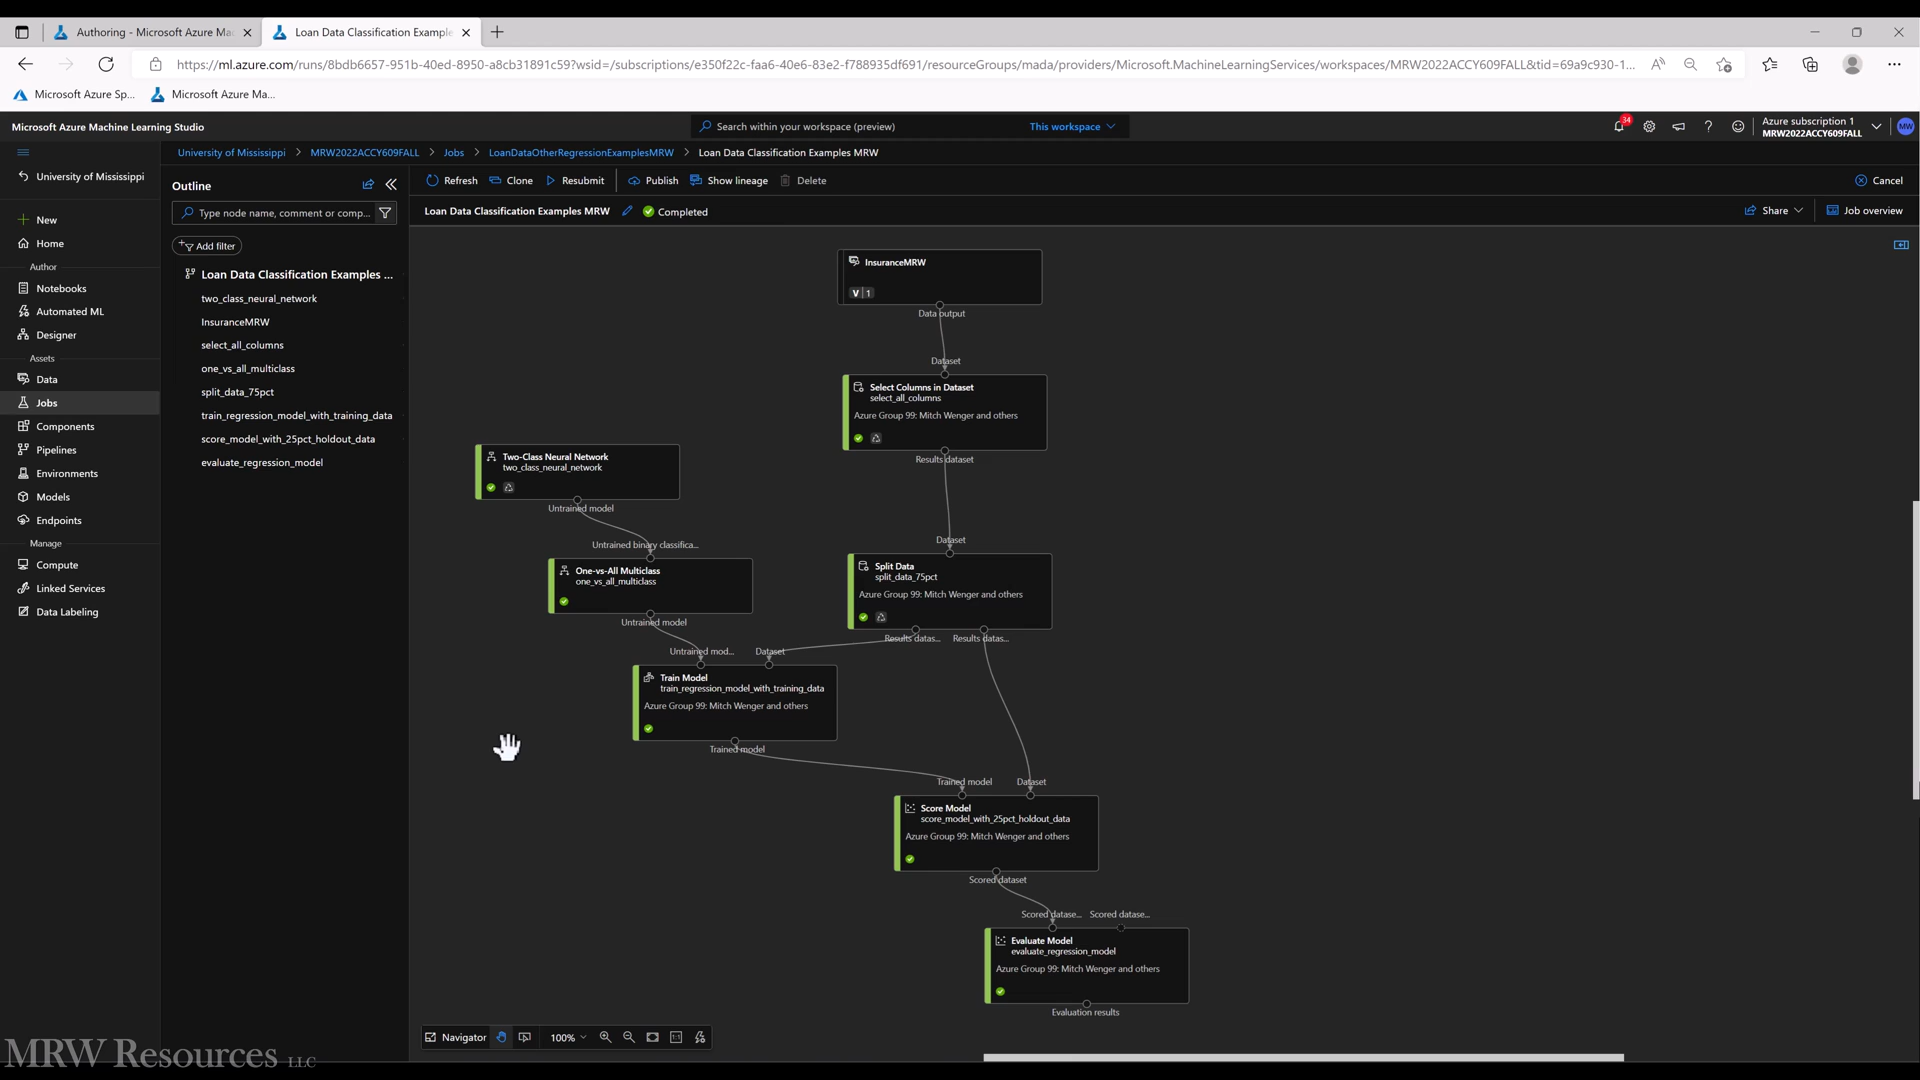 Authoring - Microsoft Azure Mac
Loan Data Classification Example
https://ml.azure.com/runs/8bdb6657-951b-40ed-8950-a8cb31891c59?wsid=/subscriptions/e350f22c-faa6-40e6-83e2-f788935df691/resourceGroups/mada/providers/Microsoft.MachineLearningServices/workspaces/MRW2022ACCY609FALL&tid=69a9c930-1...
Microsoft Azure Sp...
Microsoft Azure Ma...
Microsoft Azure Machine Learning Studio
Search within your workspace (preview)
This workspace
34
Azure subscription 1
MRW2022ACCY609FALL
MW
University of Mississippi > MRW2022ACCY609FALL > Jobs > LoanDataOtherRegressionExamplesMRW > Loan Data Classification Examples MRW
University of Mississippi
New
Home
Author
Notebooks
Automated ML
Designer
Assets
Data
Jobs
Components
Pipelines
Environments
Models
Endpoints
Manage
Compute
Linked Services
Data Labeling
Outline
Type node name, comment or comp...
Add filter
Loan Data Classification Examples ...
two_class_neural_network
InsuranceMRW
select_all_columns
one_vs_all_multiclass
split_data_75pct
train_regression_model_with_training_data
score_model_with_25pct_holdout_data
evaluate_regression_model
Refresh
Clone
Resubmit
Publish
Show lineage
Delete
Cancel
Loan Data Classification Examples MRW
Completed
Share
Job overview
InsuranceMRW
V 1
Data output
Dataset
Select Columns in Dataset
select_all_columns
Azure Group 99: Mitch Wenger and others
Results dataset
Two-Class Neural Network
two_class_neural_network
Untrained model
Untrained binary classifica...
One-vs-All Multiclass
one_vs_all_multiclass
Untrained model
Dataset
Split Data
split_data_75pct
Azure Group 99: Mitch Wenger and others
Results datas...
Results datas...
Untrained mod...
Dataset
Train Model
train_regression_model_with_training_data
Azure Group 99: Mitch Wenger and others
Trained model
Trained model
Dataset
Score Model
score_model_with_25pct_holdout_data
Azure Group 99: Mitch Wenger and others
Scored dataset
Scored datase...
Scored datase...
Evaluate Model
evaluate_regression_model
Azure Group 99: Mitch Wenger and others
Evaluation results
Navigator
100%
1:1
MRW Resources LLC